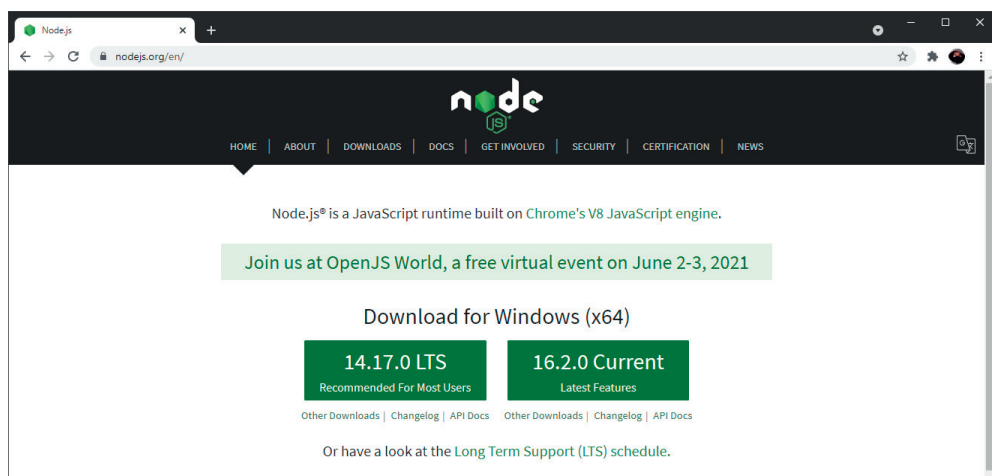 Node.js
nodejs.org/en/
node
JS
HOME | ABOUT | DOWNLOADS | DOCS | GET INVOLVED | SECURITY | CERTIFICATION | NEWS
Node.js® is a JavaScript runtime built on Chrome's V8 JavaScript engine.
Join us at OpenJS World, a free virtual event on June 2-3, 2021
Download for Windows (x64)
14.17.0 LTS 16.2.0 Current
Recommended For Most Users Latest Features
Other Downloads | Changelog | API Docs Other Downloads | Changelog | API Docs
Or have a look at the Long Term Support (LTS) schedule.